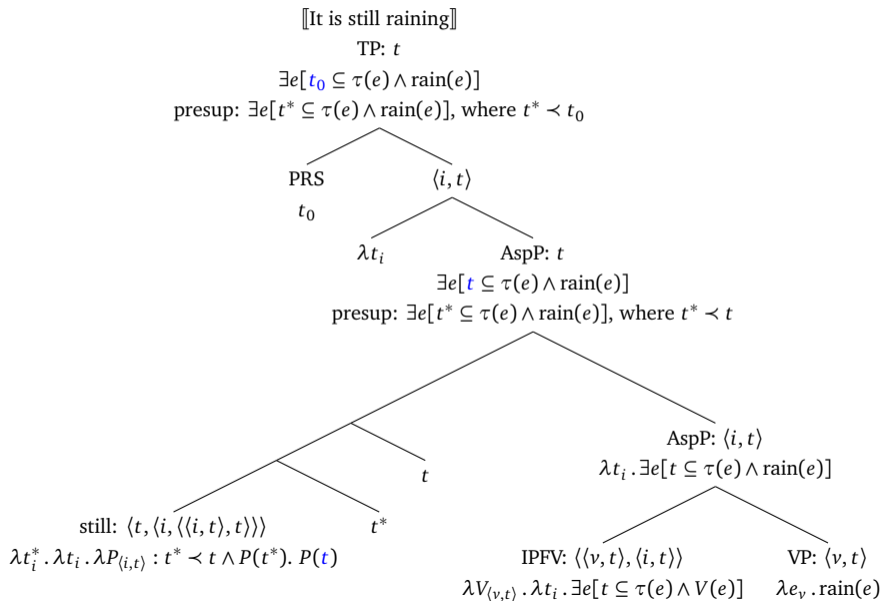 ⟦It is still raining⟧
TP: t
∃e[t₀ ⊆ τ(e) ∧ rain(e)]
presup: ∃e[t* ⊆ τ(e) ∧ rain(e)], where t* ≺ t₀
PRS
⟨i, t⟩
t₀
λtᵢ
AspP: t
∃e[t ⊆ τ(e) ∧ rain(e)]
presup: ∃e[t* ⊆ τ(e) ∧ rain(e)], where t* ≺ t
AspP: ⟨i, t⟩
λtᵢ . ∃e[t ⊆ τ(e) ∧ rain(e)]
t
still: ⟨t, ⟨i, ⟨⟨i, t⟩, t⟩⟩⟩
t*
λt*ᵢ . λtᵢ . λP⟨i,t⟩ : t* ≺ t ∧ P(t*). P(t)
IPFV: ⟨⟨v, t⟩, ⟨i, t⟩⟩
VP: ⟨v, t⟩
λV⟨v,t⟩ . λtᵢ . ∃e[t ⊆ τ(e) ∧ V(e)]
λeᵥ . rain(e)